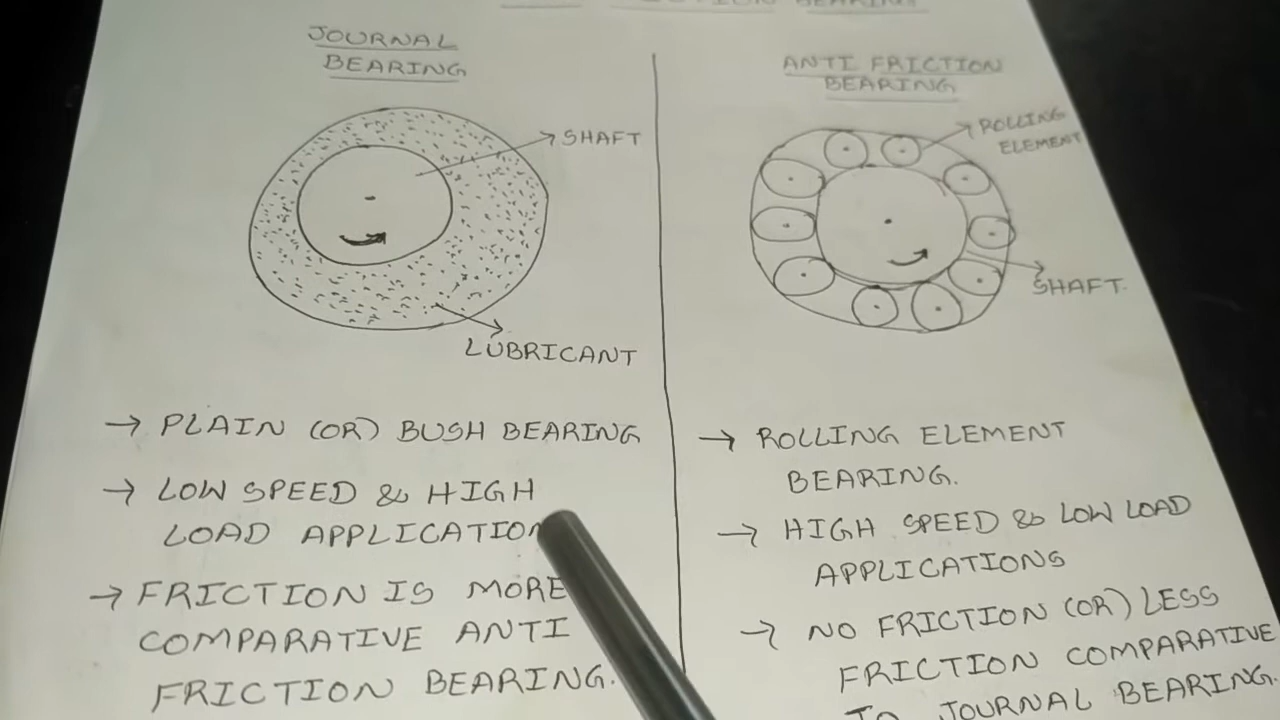 BEARING
JOURNAL
BEARING
SHAFT
LUBRICANT
→ PLAIN (OR) BUSH BEARING
→ LOW SPEED & HIGH
LOAD APPLICATION
→ FRICTION IS MORE
COMPARATIVE ANTI
FRICTION BEARING.
ANTI FRICTION
BEARING
ROLLING
ELEMENT
SHAFT.
→ ROLLING ELEMENT
BEARING.
→ HIGH SPEED & LOW LOAD
APPLICATIONS
→ NO FRICTION (OR) LESS
FRICTION COMPARATIVE
TO JOURNAL BEARING.